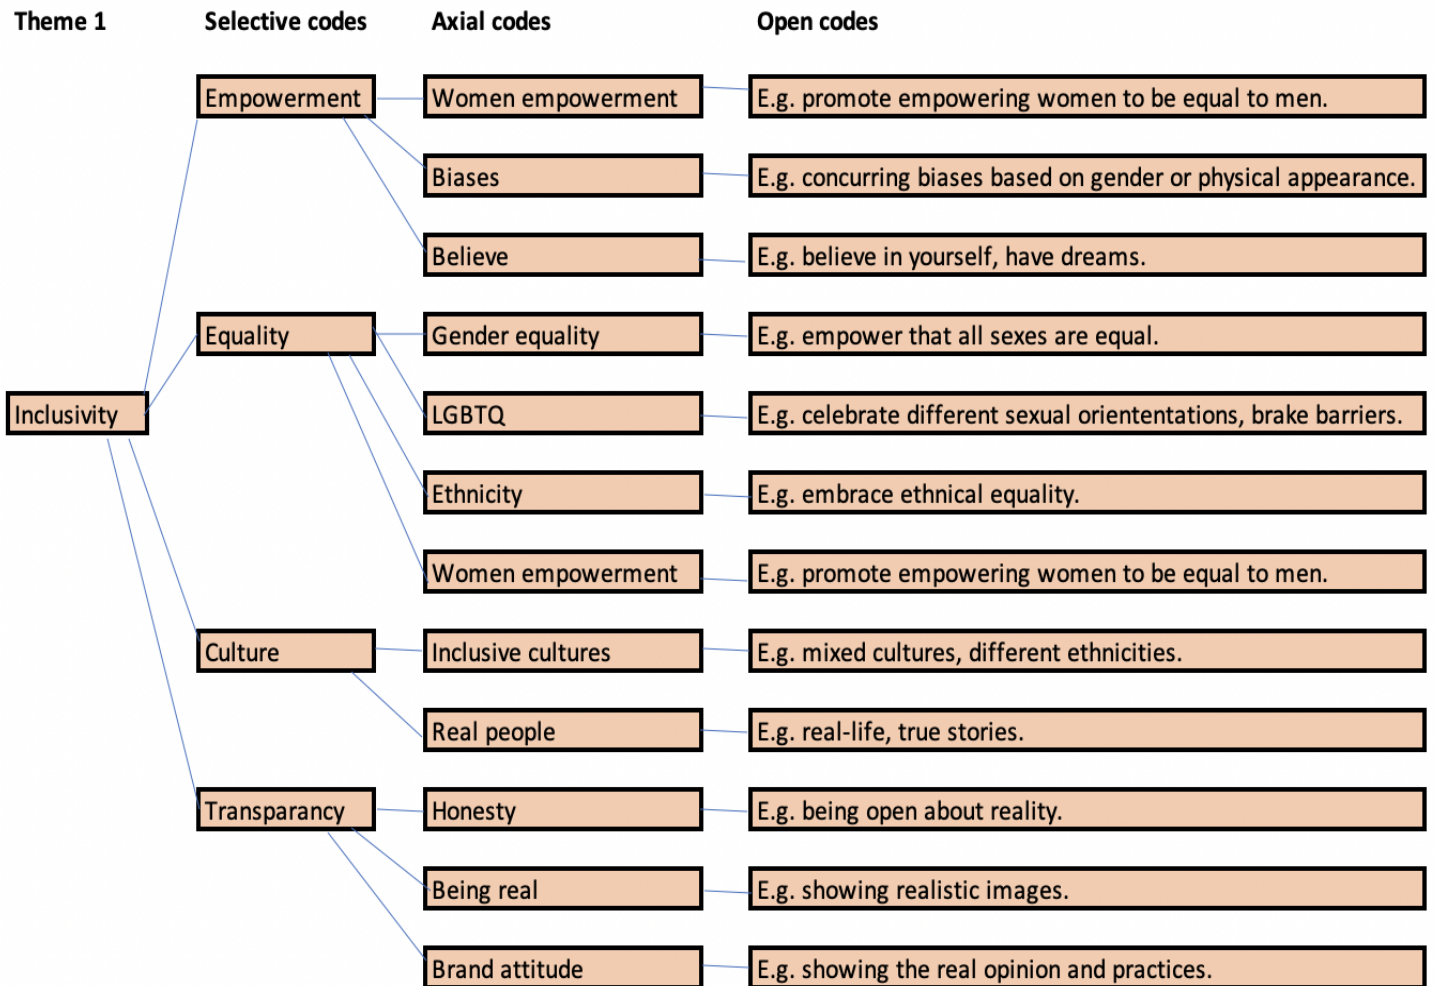 Theme 1 Selective codes Axial codes Open codes
Empowerment Women empowerment E.g. promote empowering women to be equal to men.
Biases E.g. concurring biases based on gender or physical appearance.
Believe E.g. believe in yourself, have dreams.
Equality Gender equality E.g. empower that all sexes are equal.
Inclusivity LGBTQ E.g. celebrate different sexual oriententations, brake barriers.
Ethnicity E.g. embrace ethnical equality.
Women empowerment E.g. promote empowering women to be equal to men.
Culture Inclusive cultures E.g. mixed cultures, different ethnicities.
Real people E.g. real-life, true stories.
Transparancy Honesty E.g. being open about reality.
Being real E.g. showing realistic images.
Brand attitude E.g. showing the real opinion and practices.